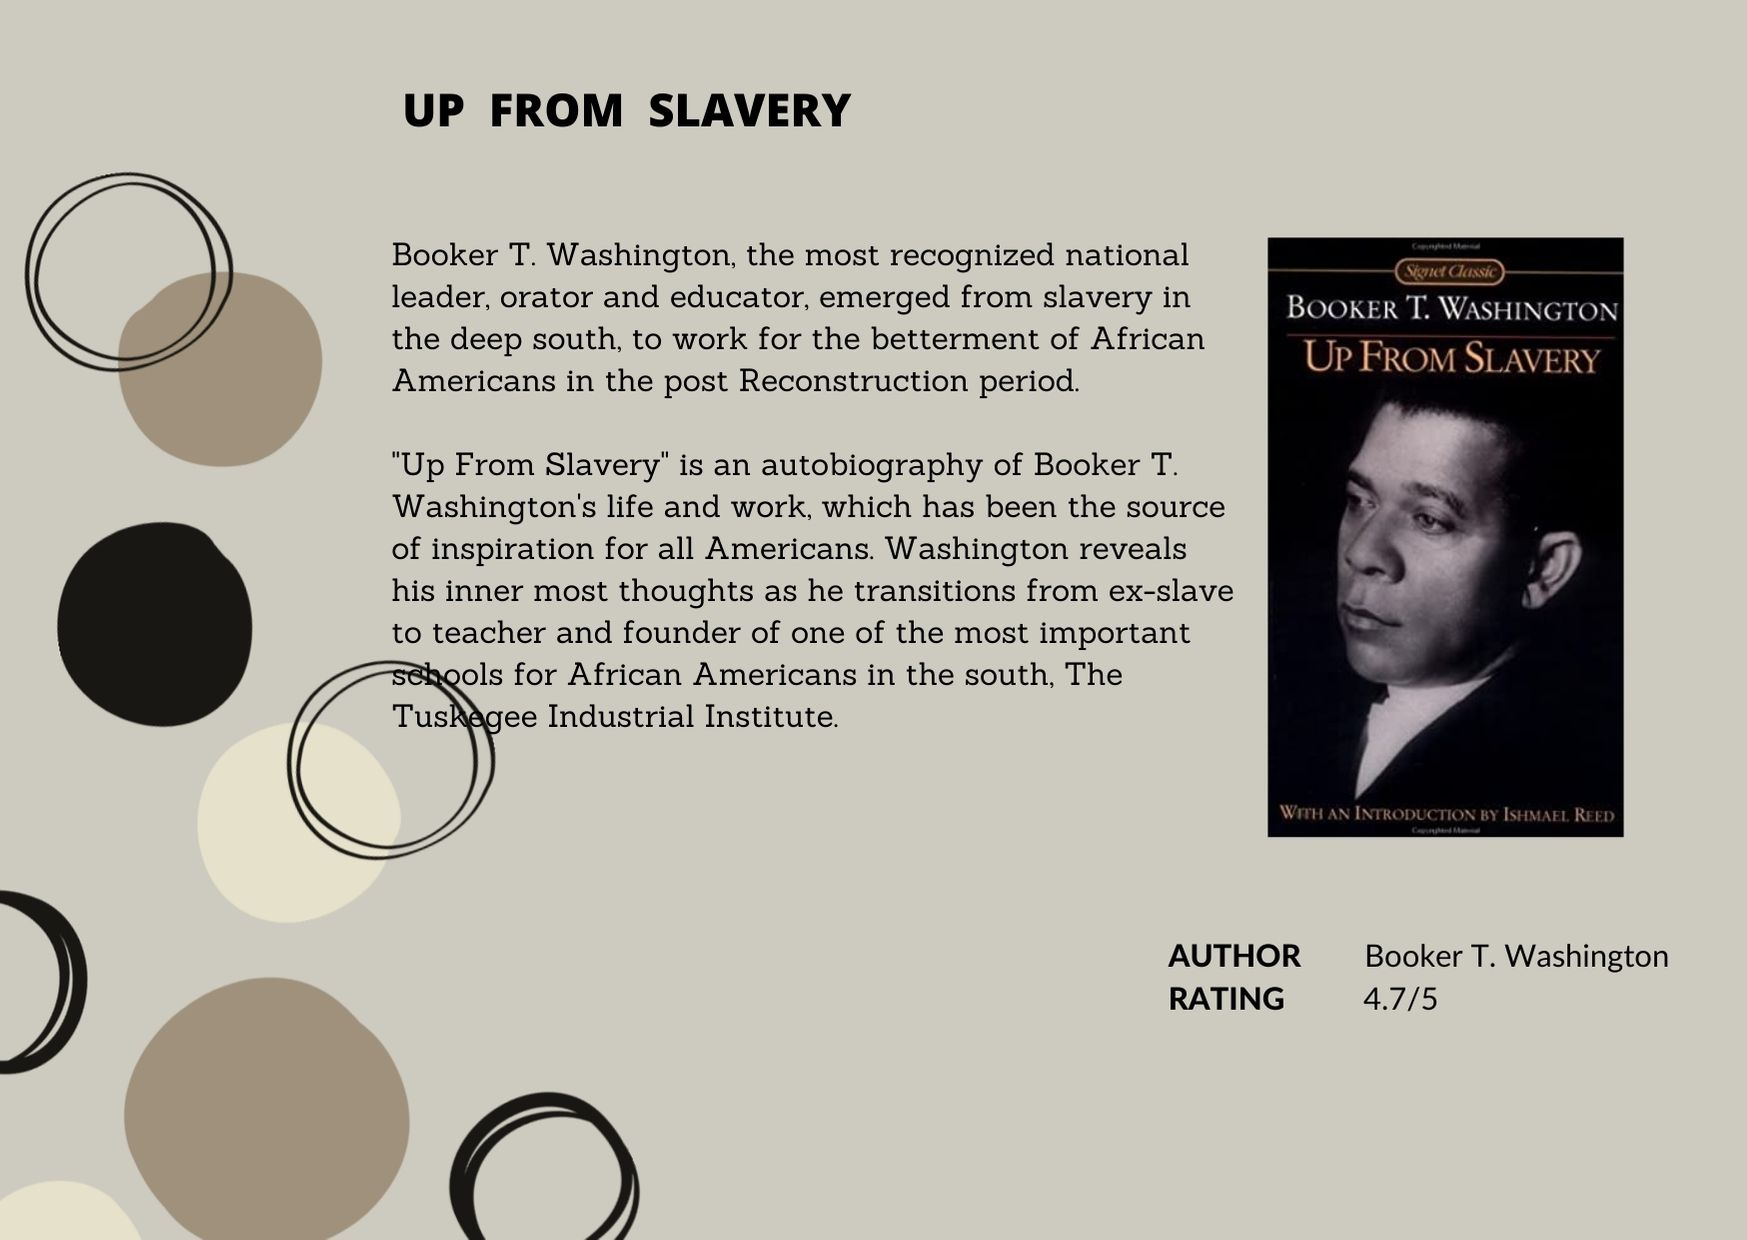 UP FROM SLAVERY
Booker T. Washington, the most recognized national
leader, orator and educator, emerged from slavery in
the deep south, to work for the betterment of African
Americans in the post Reconstruction period.
"Up From Slavery" is an autobiography of Booker T.
Washington's life and work, which has been the source
of inspiration for all Americans. Washington reveals
his inner most thoughts as he transitions from ex-slave
to teacher and founder of one of the most important
schools for African Americans in the south, The
Tuskegee Industrial Institute.
Copyrighted Material
Signet Classic
BOOKER T. WASHINGTON
UP FROM SLAVERY
WITH AN INTRODUCTION BY ISHMAEL REED
Copyrighted Material
AUTHOR Booker T. Washington
RATING 4.7/5